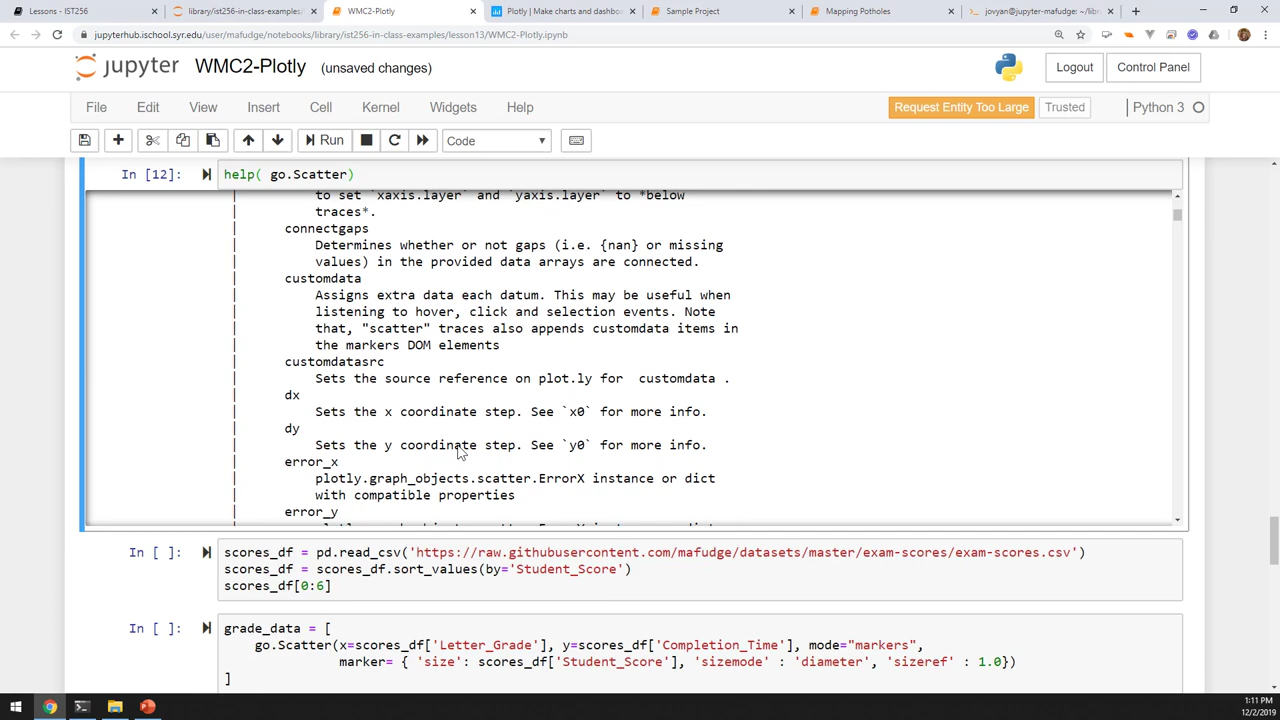 Lessons - IST256
library/ist256-in-class-examples/
WMC2-Plotly
Plotly | Make charts and dashbo
Sample Project
Mapping Potholes
jovyan@jupyter-mafudge: ~/libra
jupyterhub.ischool.syr.edu/user/mafudge/notebooks/library/ist256-in-class-examples/lesson13/WMC2-Plotly.ipynb
jupyter WMC2-Plotly (unsaved changes)
Logout
Control Panel
File Edit View Insert Cell Kernel Widgets Help
Request Entity Too Large
Trusted
Python 3
Run
Code
In [12]: help( go.Scatter)
to set `xaxis.layer` and `yaxis.layer` to *below
traces*.
connectgaps
Determines whether or not gaps (i.e. {nan} or missing
values) in the provided data arrays are connected.
customdata
Assigns extra data each datum. This may be useful when
listening to hover, click and selection events. Note
that, "scatter" traces also appends customdata items in
the markers DOM elements
customdatasrc
Sets the source reference on plot.ly for  customdata .
dx
Sets the x coordinate step. See `x0` for more info.
dy
Sets the y coordinate step. See `y0` for more info.
error_x
plotly.graph_objects.scatter.ErrorX instance or dict
with compatible properties
error_y
In [ ]: scores_df = pd.read_csv('https://raw.githubusercontent.com/mafudge/datasets/master/exam-scores/exam-scores.csv')
scores_df = scores_df.sort_values(by='Student_Score')
scores_df[0:6]
In [ ]: grade_data = [
go.Scatter(x=scores_df['Letter_Grade'], y=scores_df['Completion_Time'], mode="markers",
marker= { 'size': scores_df['Student_Score'], 'sizemode' : 'diameter', 'sizeref' : 1.0})
]
1:11 PM
12/2/2019